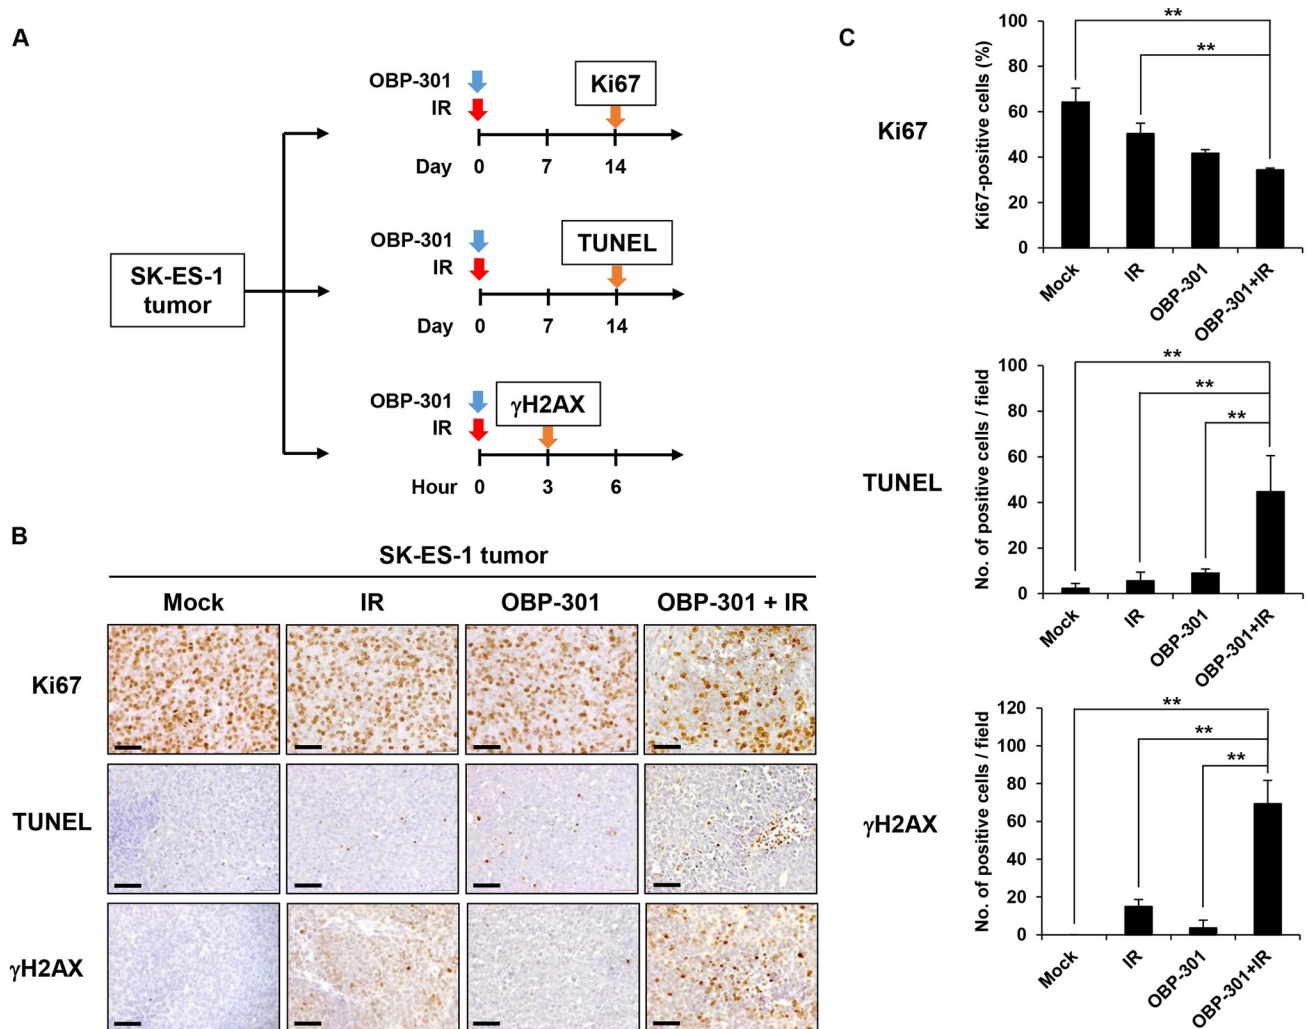 A
OBP-301
IR
Ki67
Day 0 7 14
OBP-301
IR
TUNEL
Day 0 7 14
SK-ES-1
tumor
OBP-301
IR
γH2AX
Hour 0 3 6
B
SK-ES-1 tumor
Mock IR OBP-301 OBP-301 + IR
Ki67
TUNEL
γH2AX
C
Ki67
Ki67-positive cells (%)
100
80
60
40
20
0
**
**
Mock IR OBP-301 OBP-301+IR
TUNEL
No. of positive cells / field
100
80
60
40
20
0
**
**
**
Mock IR OBP-301 OBP-301+IR
γH2AX
No. of positive cells / field
120
100
80
60
40
20
0
**
**
**
Mock IR OBP-301 OBP-301+IR